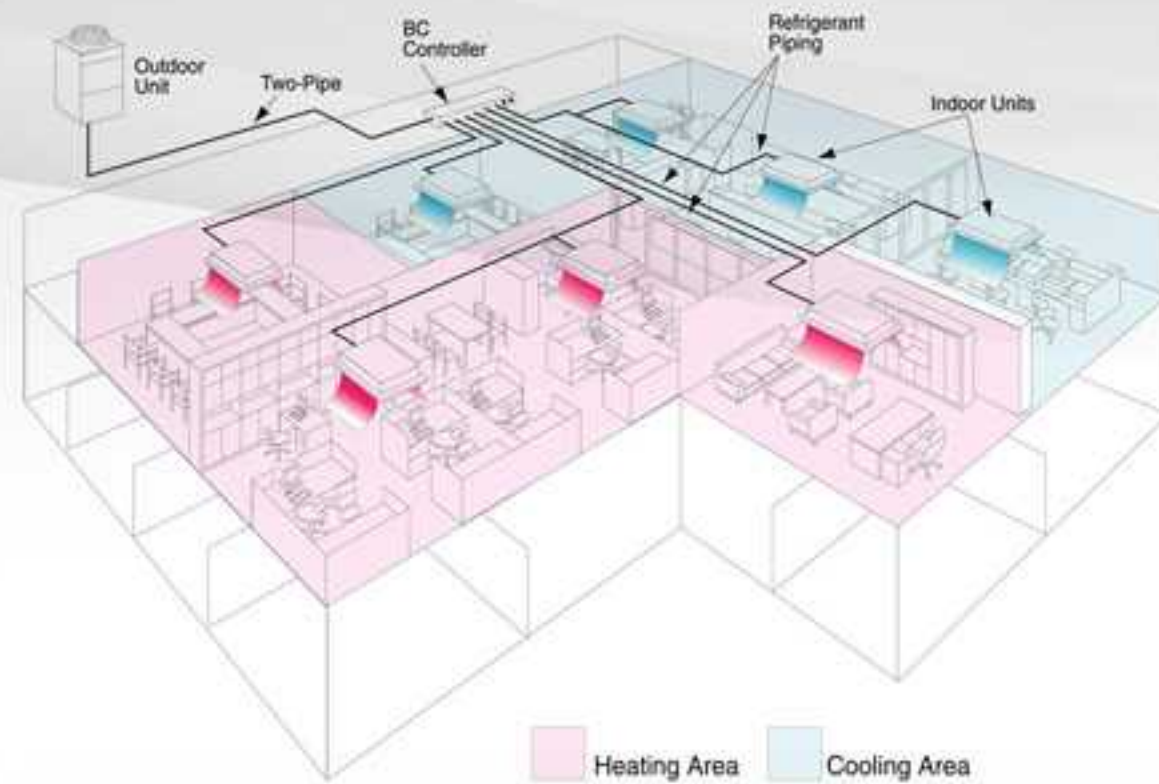 Outdoor
Unit
Two-Pipe
BC
Controller
Refrigerant
Piping
Indoor Units
Heating Area
Cooling Area